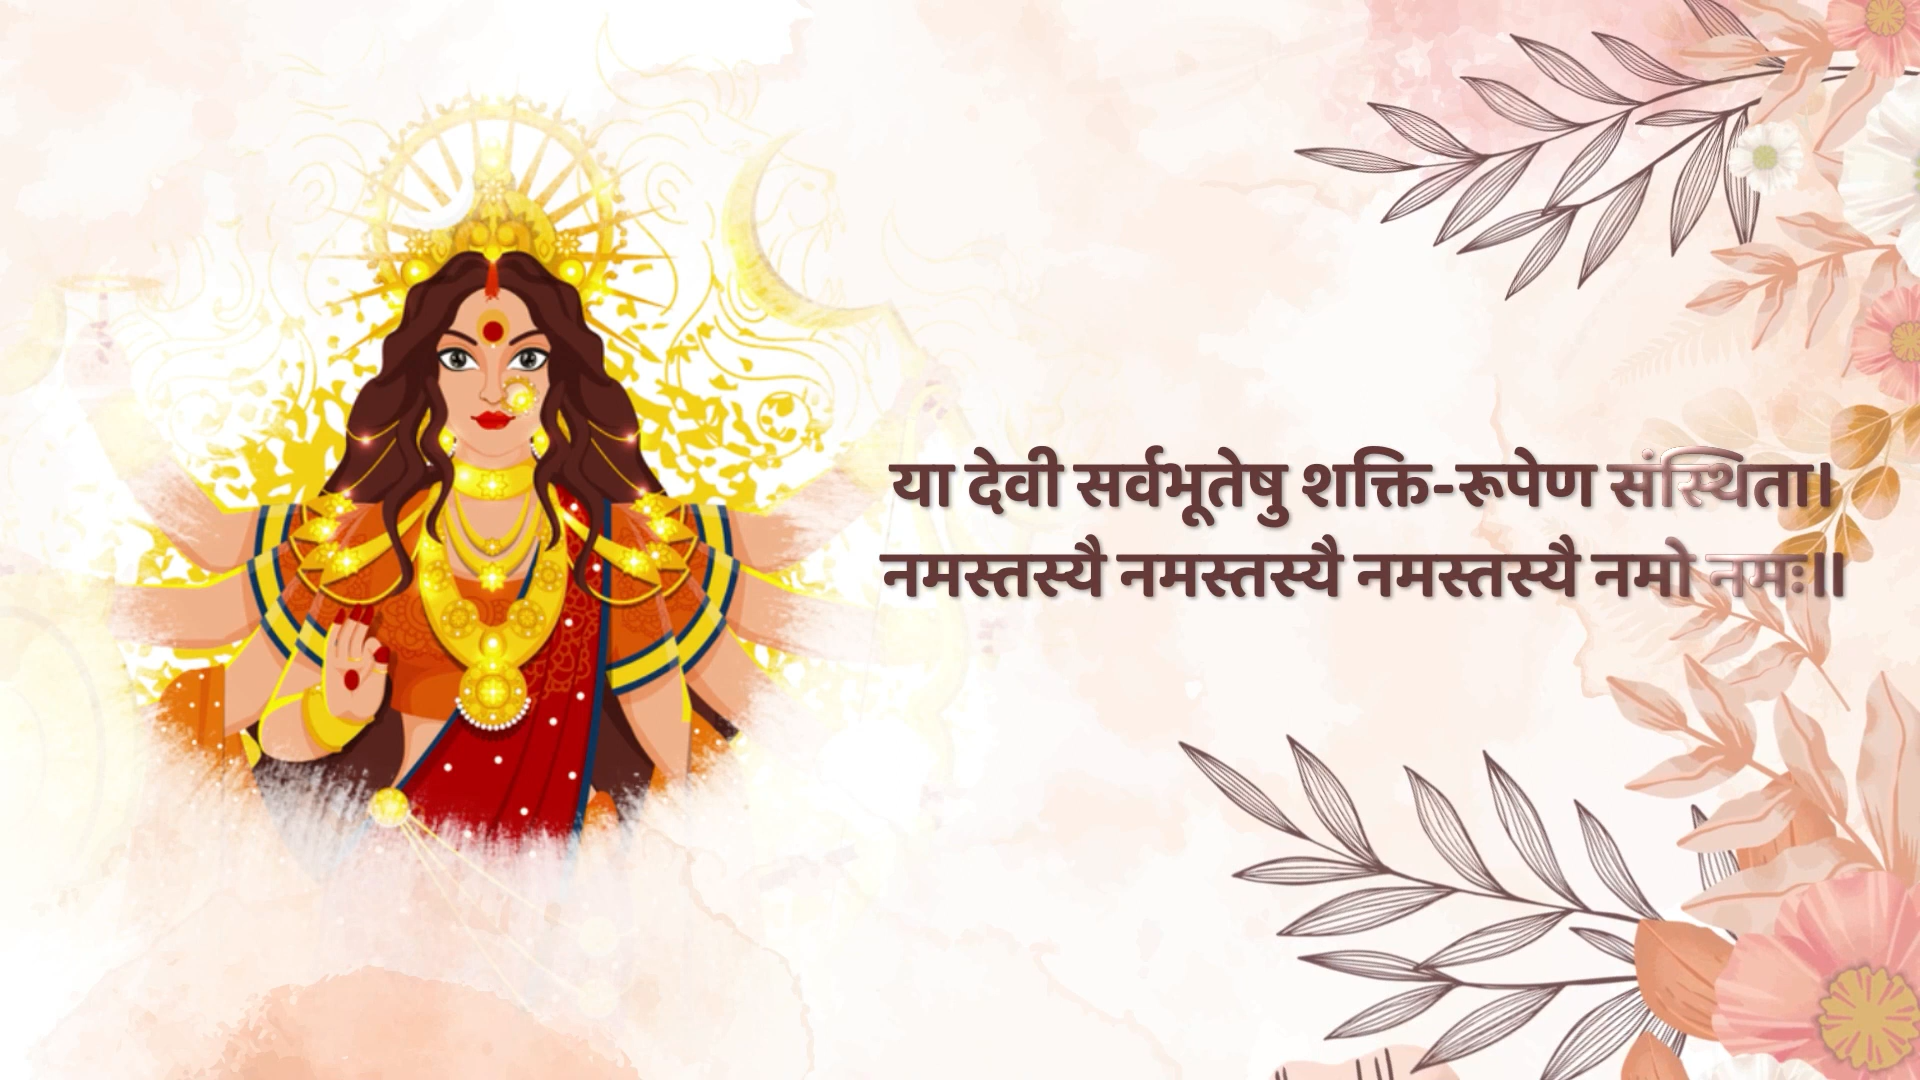 या देवी सर्वभूतेषु शक्ति-रूपेण संस्थिता।
नमस्तस्यै नमस्तस्यै नमस्तस्यै नमो नमः॥